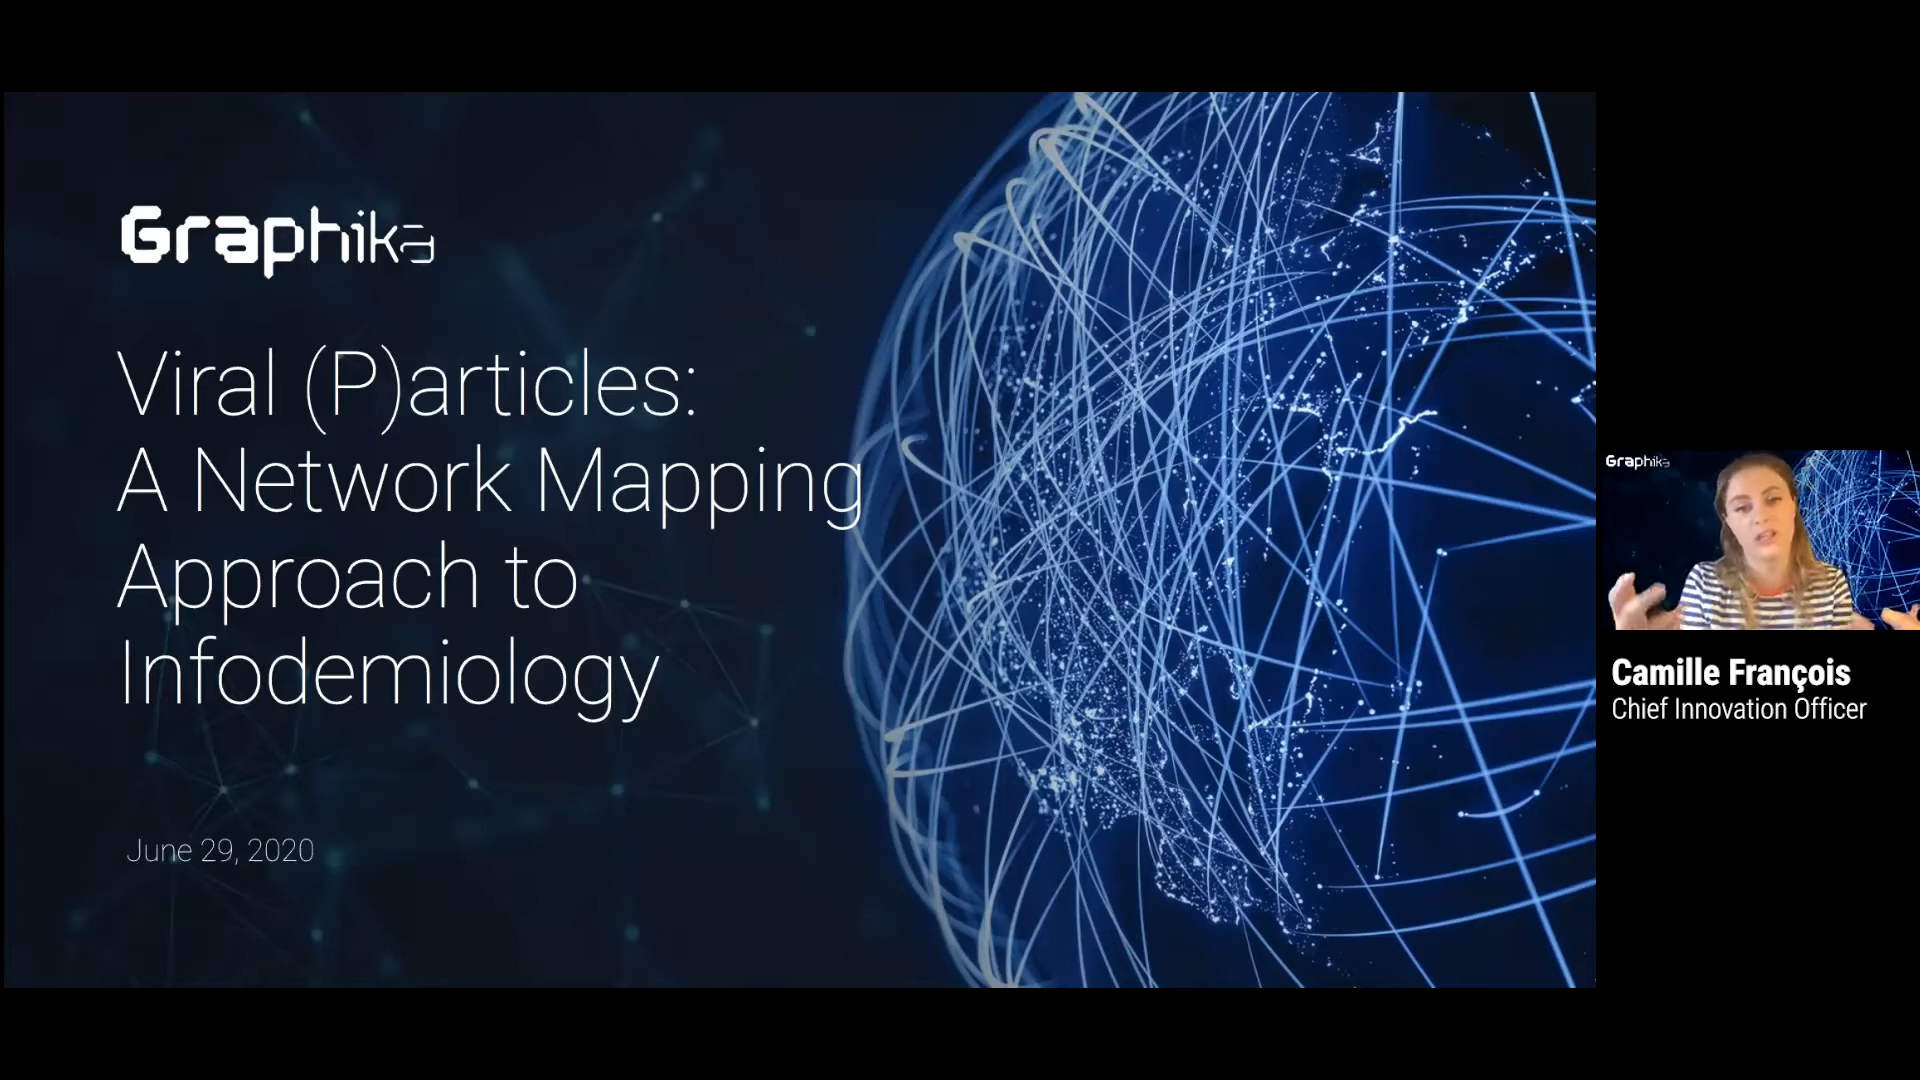 Graphika
Viral (P)articles:
A Network Mapping
Approach to
Infodemiology
June 29, 2020
Graphika
Camille François
Chief Innovation Officer